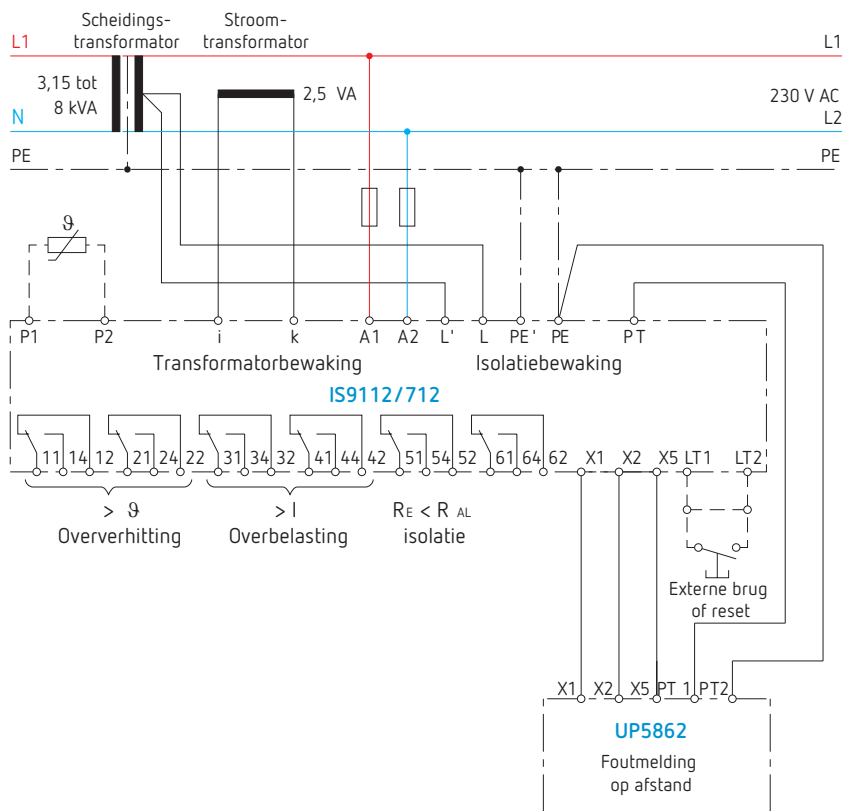 Scheidings- Stroom-
transformator transformator
L1 L1
3,15 tot 2,5 VA
8 kVA 230 V AC
N L2
PE PE
ϑ
P1 P2 i k A1 A2 L' L PE' PE PT
Transformatorbewaking Isolatiebewaking
IS9112/712
11 14 12 21 24 22 31 34 32 41 44 42 51 54 52 61 64 62 X1 X2 X5 LT1 LT2
> ϑ > I RE < R AL
Oververhitting Overbelasting isolatie
Externe brug
of reset
X1 X2 X5 PT 1 PT2
UP5862
Foutmelding
op afstand